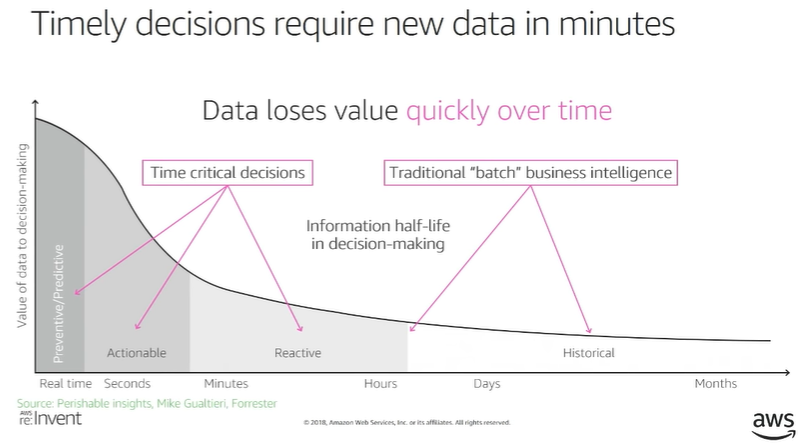 Timely decisions require new data in minutes
Data loses value quickly over time
Time critical decisions
Traditional “batch” business intelligence
Information half-life
in decision-making
Value of data to decision-making
Preventive/Predictive
Actionable
Reactive
Historical
Real time
Seconds
Minutes
Hours
Days
Months
Source: Perishable insights, Mike Gualtieri, Forrester
AWS
re:Invent
© 2018, Amazon Web Services, Inc. or its affiliates. All rights reserved.
aws